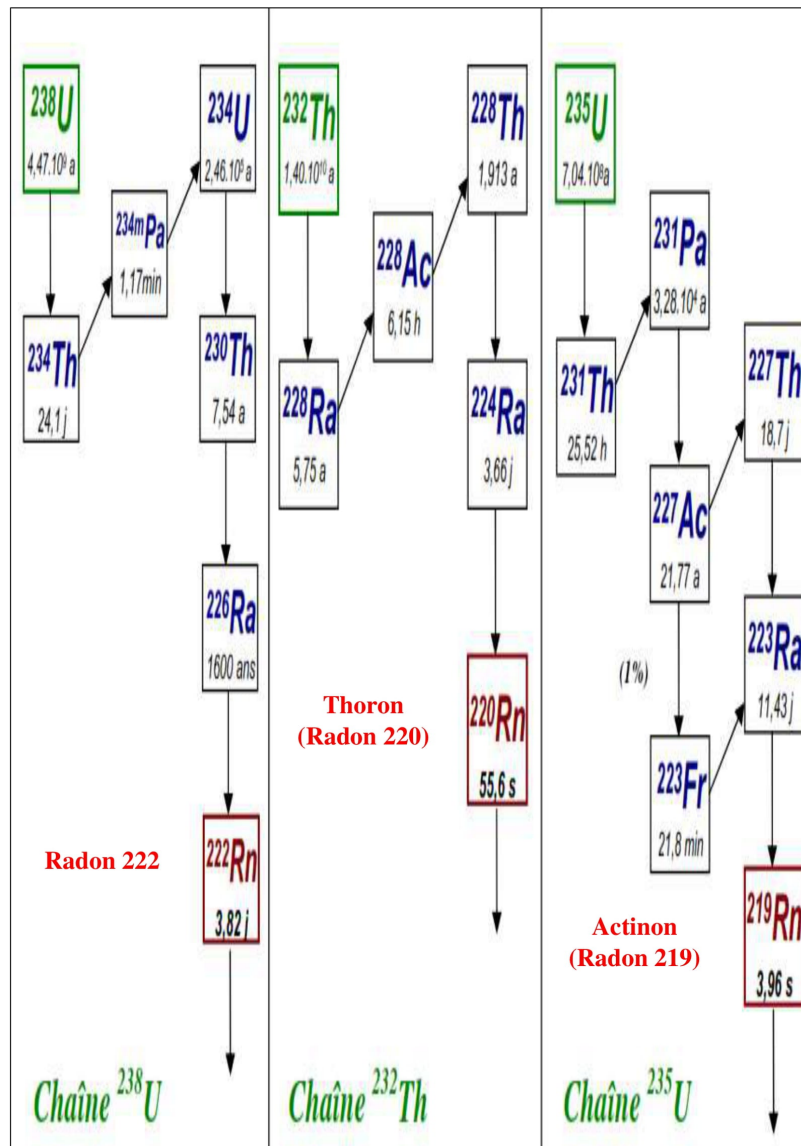 ²³⁸U
4,47.10⁹ a
²³⁴ᵐPa
1,17min
²³⁴U
2,46.10⁵ a
²³⁴Th
24,1 j
²³⁰Th
7,54 a
²²⁶Ra
1600 ans
Radon 222
²²²Rn
3,82 j
Chaîne ²³⁸U
²³²Th
1,40.10¹⁰ a
²²⁸Ac
6,15 h
²²⁸Th
1,913 a
²²⁸Ra
5,75 a
²²⁴Ra
3,66 j
Thoron
(Radon 220)
²²⁰Rn
55,6 s
Chaîne ²³²Th
²³⁵U
7,04.10⁸a
²³¹Pa
3,28.10⁴ a
²³¹Th
25,52 h
²²⁷Th
18,7 j
²²⁷Ac
21,77 a
(1%)
²²³Ra
11,43 j
²²³Fr
21,8 min
Actinon
(Radon 219)
²¹⁹Rn
3,96 s
Chaîne ²³⁵U